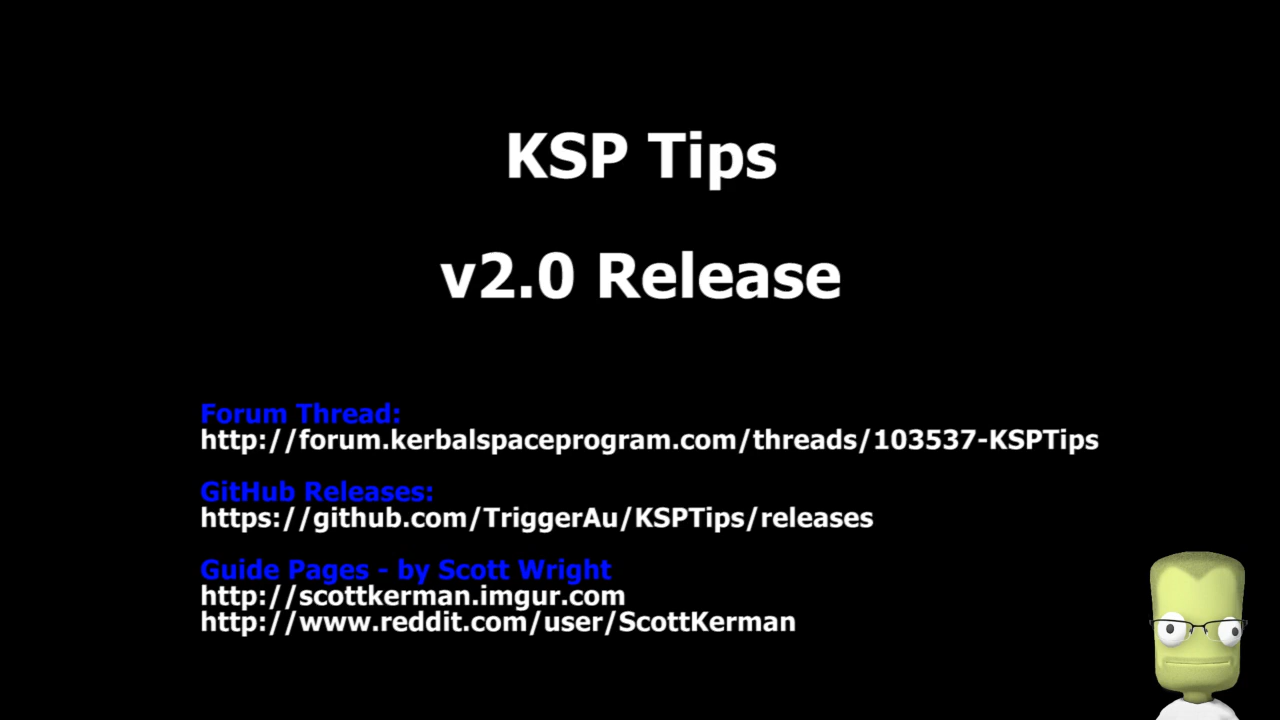 KSP Tips
v2.0 Release
Forum Thread:
http://forum.kerbalspaceprogram.com/threads/103537-KSPTips
GitHub Releases:
https://github.com/TriggerAu/KSPTips/releases
Guide Pages - by Scott Wright
http://scottkerman.imgur.com
http://www.reddit.com/user/ScottKerman